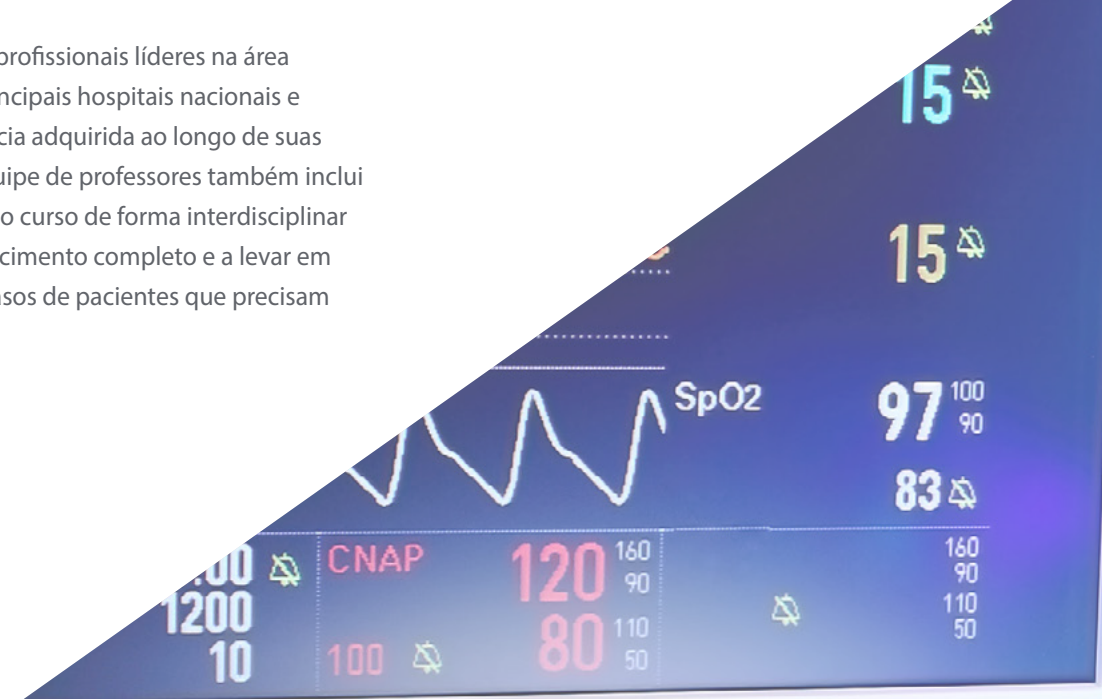 profissionais líderes na área
ncipais hospitais nacionais e
cia adquirida ao longo de suas
uipe de professores também inclui
o curso de forma interdisciplinar
cimento completo e a levar em
sos de pacientes que precisam
15
15
SpO2 97 100
90
83
.00
1200
10
CNAP 120 160
90
100 80 110
50
160
90
110
50